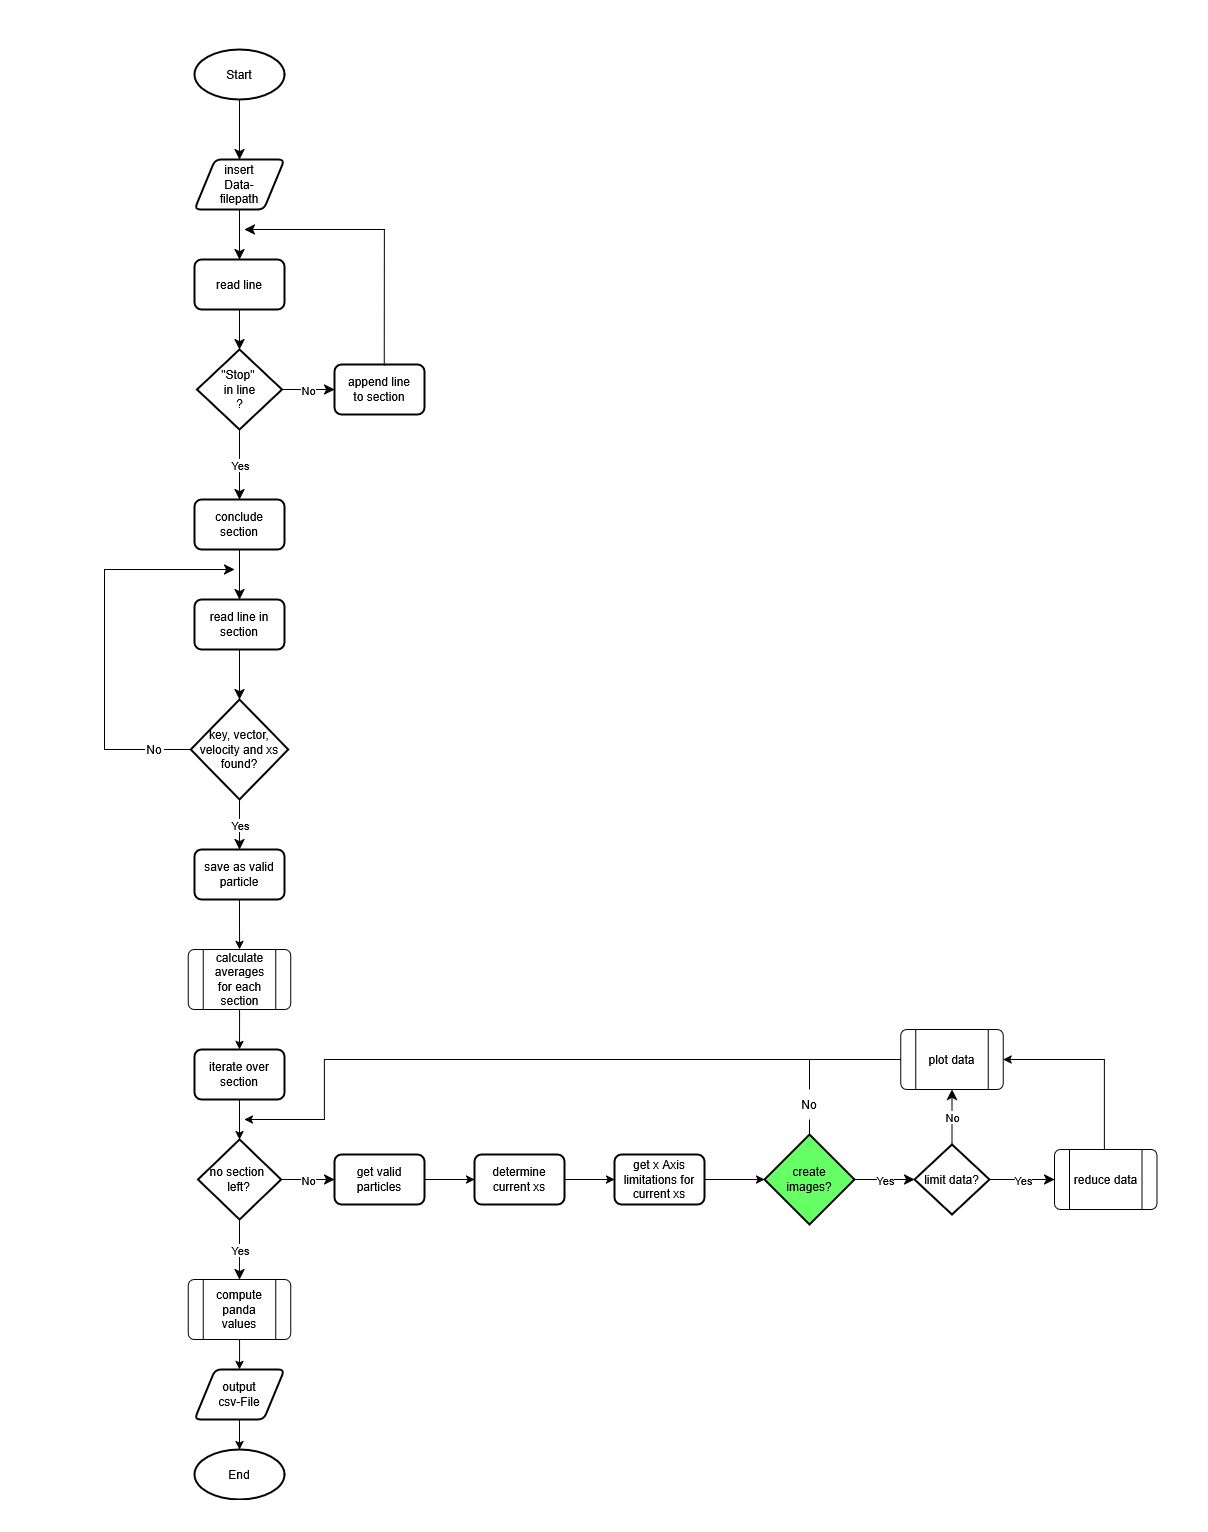 Start
insert
Data-
filepath
read line
"Stop"
in line
?
No
append line
to section
Yes
conclude
section
read line in
section
key, vector,
velocity and xs
found?
No
Yes
save as valid
particle
calculate
averages
for each
section
iterate over
section
plot data
No
No
no section
left?
No
get valid
particles
determine
current xs
get x Axis
limitations for
current xs
create
images?
Yes
limit data?
Yes
reduce data
Yes
compute
panda
values
output
csv-File
End